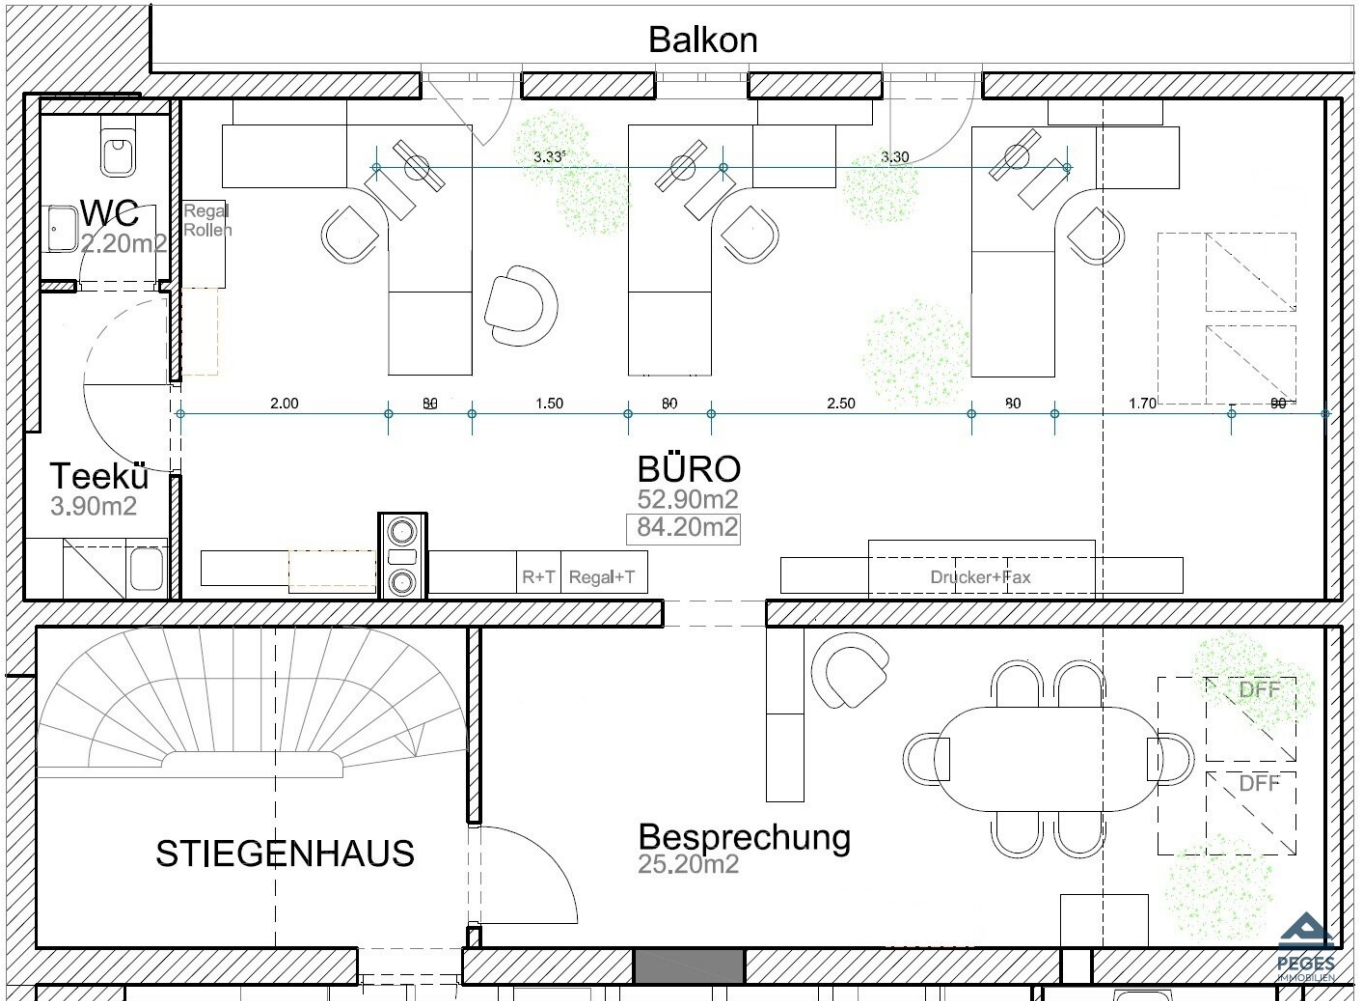 Balkon
3.33⁵
3.30
WC
2.20m2
Regal
Rollen
2.00
80
1.50
80
2.50
80
1.70
80
Teekü
3.90m2
BÜRO
52.90m2
84.20m2
R+T
Regal+T
Drucker+Fax
DFF
DFF
STIEGENHAUS
Besprechung
25.20m2
PEGES
IMMOBILIEN